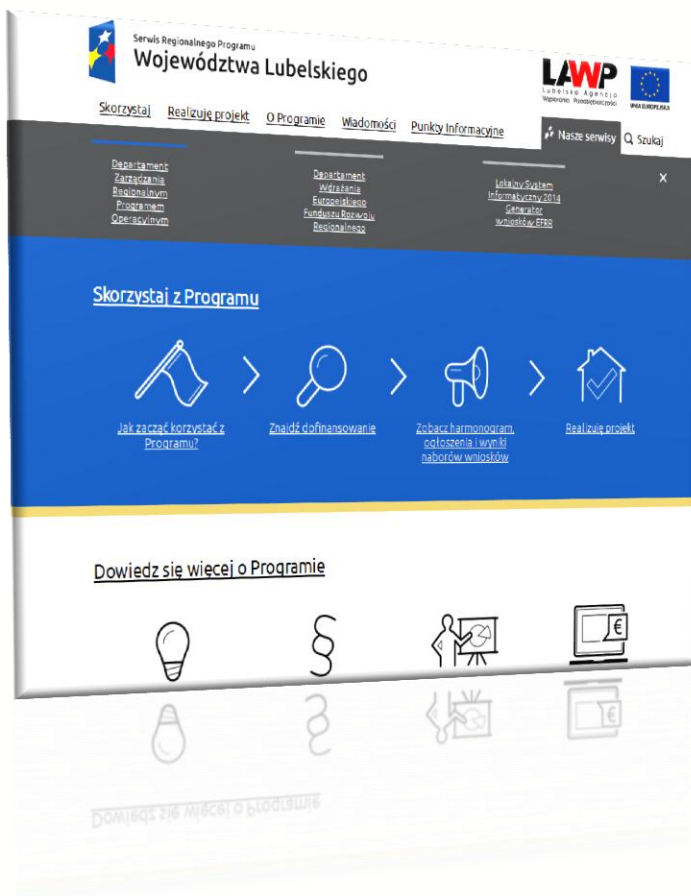 Serwis Regionalnego Programu
Województwa Lubelskiego
LAWP
Lubelska Agencja
Wspierania Przedsiębiorczości
UNIA EUROPEJSKA
Skorzystaj Realizuję projekt O Programie Wiadomości Punkty Informacyjne
Nasze serwisy Szukaj
Departament
Zarządzania
Regionalnym
Programem
Operacyjnym
Departament
Wdrażania
Europejskiego
Funduszu Rozwoju
Regionalnego
Lokalny System
Informatyczny 2014
Generator
wniosków EFRR
×
Skorzystaj z Programu
Jak zacząć korzystać z
Programu?
Znajdź dofinansowanie
Zobacz harmonogram,
ogłoszenia i wyniki
naborów wniosków
Realizuję projekt
Dowiedz się więcej o Programie
§
€